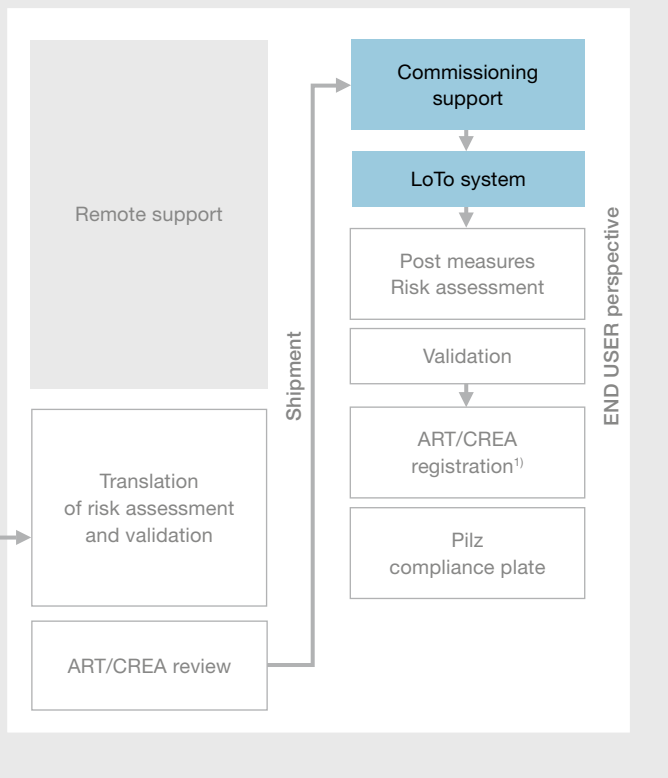 Remote support
Translation
of risk assessment
and validation
ART/CREA review
Shipment
Commissioning
support
LoTo system
Post measures
Risk assessment
Validation
ART/CREA
registration¹⁾
Pilz
compliance plate
END USER perspective